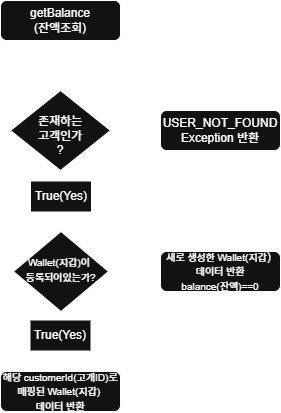 getBalance
(잔액조회)
존재하는
고객인가
?
USER_NOT_FOUND
Exception 반환
True(Yes)
Wallet(지갑)이
등록되어있는가?
새로 생성한 Wallet(지갑)
데이터 반환
balance(잔액)==0
True(Yes)
해당 customerId(고개ID)로
매핑된 Wallet(지갑)
데이터 반환